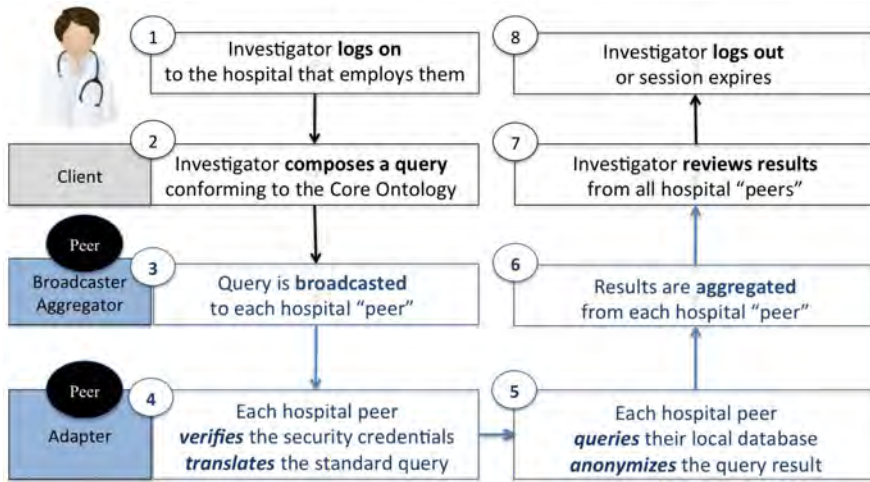 1
Investigator logs on
to the hospital that employs them
8
Investigator logs out
or session expires
Client
2
Investigator composes a query
conforming to the Core Ontology
7
Investigator reviews results
from all hospital “peers”
Peer
Broadcaster
Aggregator
3
Query is broadcasted
to each hospital “peer”
6
Results are aggregated
from each hospital “peer”
Peer
Adapter
4
Each hospital peer
verifies the security credentials
translates the standard query
5
Each hospital peer
queries their local database
anonymizes the query result